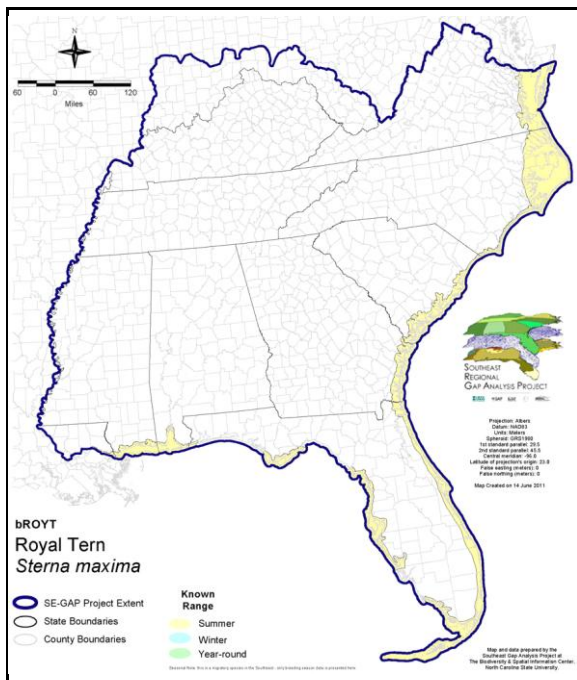 N
60 0 60 120
Miles
SOUTHEAST
REGIONAL
GAP ANALYSIS PROJECT
Projection: Albers
Datum: NAD83
Units: Meters
Spheroid: GRS1980
1st standard parallel: 29.5
2nd standard parallel: 45.5
Central meridian: -96.0
Latitude of projection's origin: 23.0
False easting (meters): 0
False northing (meters): 0
Map Created on 14 June 2011
bROYT
Royal Tern
Sterna maxima
SE-GAP Project Extent
State Boundaries
County Boundaries
Known
Range
Summer
Winter
Year-round
Map and data prepared by the
Southeast Gap Analysis Project at
The Biodiversity & Spatial Information Center,
North Carolina State University.